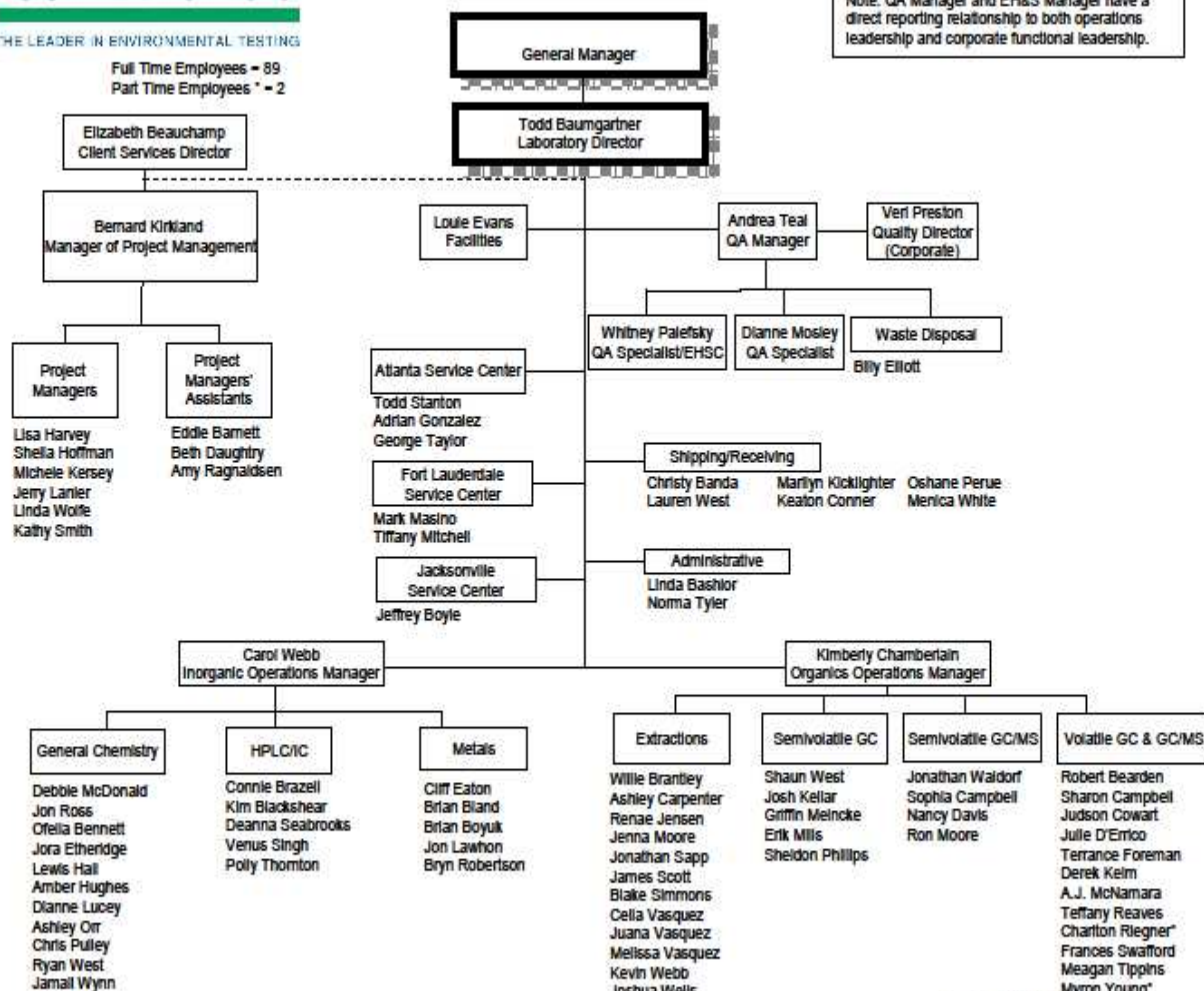 THE LEADER IN ENVIRONMENTAL TESTING
Full Time Employees = 89
Part Time Employees * = 2
Note: QA Manager and EH&S Manager have a
direct reporting relationship to both operations
leadership and corporate functional leadership.
General Manager
Todd Baumgartner
Laboratory Director
Elizabeth Beauchamp
Client Services Director
Bernard Kirkland
Manager of Project Management
Louie Evans
Facilities
Andrea Teal
QA Manager
Verl Preston
Quality Director
(Corporate)
Whitney Palefsky
QA Specialist/EHSC
Dianne Mosley
QA Specialist
Waste Disposal
Billy Elliott
Project
Managers
Lisa Harvey
Sheila Hoffman
Michele Kersey
Jerry Lanier
Linda Wolfe
Kathy Smith
Project
Managers'
Assistants
Eddie Barnett
Beth Daughtry
Amy Ragnaldsen
Atlanta Service Center
Todd Stanton
Adrian Gonzalez
George Taylor
Fort Lauderdale
Service Center
Mark Masino
Tiffany Mitchell
Jacksonville
Service Center
Jeffrey Boyle
Shipping/Receiving
Christy Banda Marilyn Kicklighter Oshane Perue
Lauren West Keaton Conner Menica White
Administrative
Linda Bashlor
Norma Tyler
Carol Webb
Inorganic Operations Manager
Kimberly Chamberlain
Organics Operations Manager
General Chemistry
Debbie McDonald
Jon Ross
Ofelia Bennett
Jora Etheridge
Lewis Hall
Amber Hughes
Dianne Lucey
Ashley Orr
Chris Pulley
Ryan West
Jamail Wynn
HPLC/IC
Connie Brazell
Kim Blackshear
Deanna Seabrooks
Venus Singh
Polly Thornton
Metals
Cliff Eaton
Brian Bland
Brian Boyuk
Jon Lawhon
Bryn Robertson
Extractions
Willie Brantley
Ashley Carpenter
Renae Jensen
Jenna Moore
Jonathan Sapp
James Scott
Blake Simmons
Celia Vasquez
Juana Vasquez
Melissa Vasquez
Kevin Webb
Joshua Wells
Semivolatile GC
Shaun West
Josh Kellar
Griffin Meincke
Erik Mills
Sheldon Phillips
Semivolatile GC/MS
Jonathan Waldorf
Sophia Campbell
Nancy Davis
Ron Moore
Volatile GC & GC/MS
Robert Bearden
Sharon Campbell
Judson Cowart
Julie D'Errico
Terrance Foreman
Derek Keim
A.J. McNamara
Teffany Reaves
Charlton Riegner*
Frances Swafford
Meagan Tippins
Myron Young*